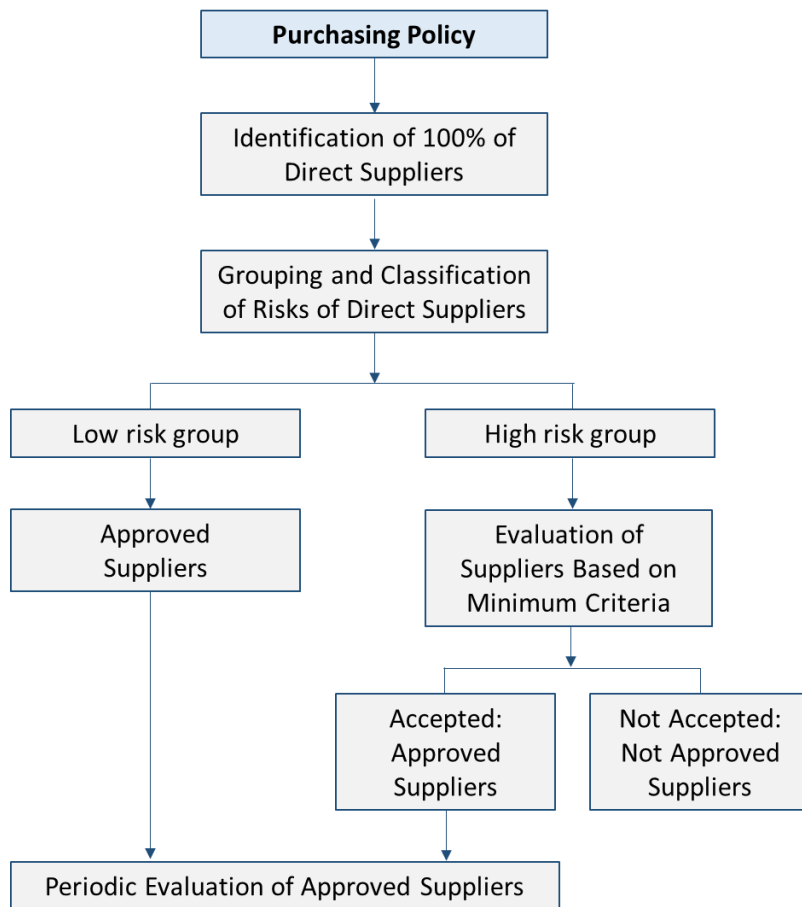 Purchasing Policy
Identification of 100% of
Direct Suppliers
Grouping and Classification
of Risks of Direct Suppliers
Low risk group
High risk group
Approved
Suppliers
Evaluation of
Suppliers Based on
Minimum Criteria
Accepted:
Approved
Suppliers
Not Accepted:
Not Approved
Suppliers
Periodic Evaluation of Approved Suppliers